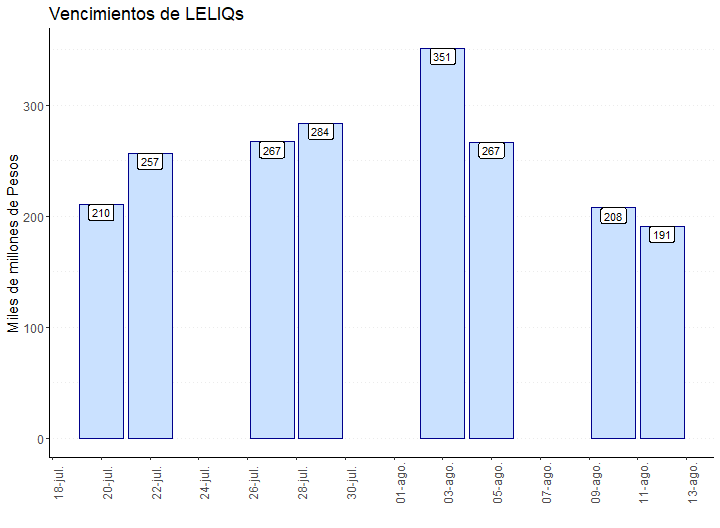 Vencimientos de LELIQs
Miles de millones de Pesos
300
200
100
0
210
257
267
284
351
267
208
191
18-jul.
20-jul.
22-jul.
24-jul.
26-jul.
28-jul.
30-jul.
01-ago.
03-ago.
05-ago.
07-ago.
09-ago.
11-ago.
13-ago.